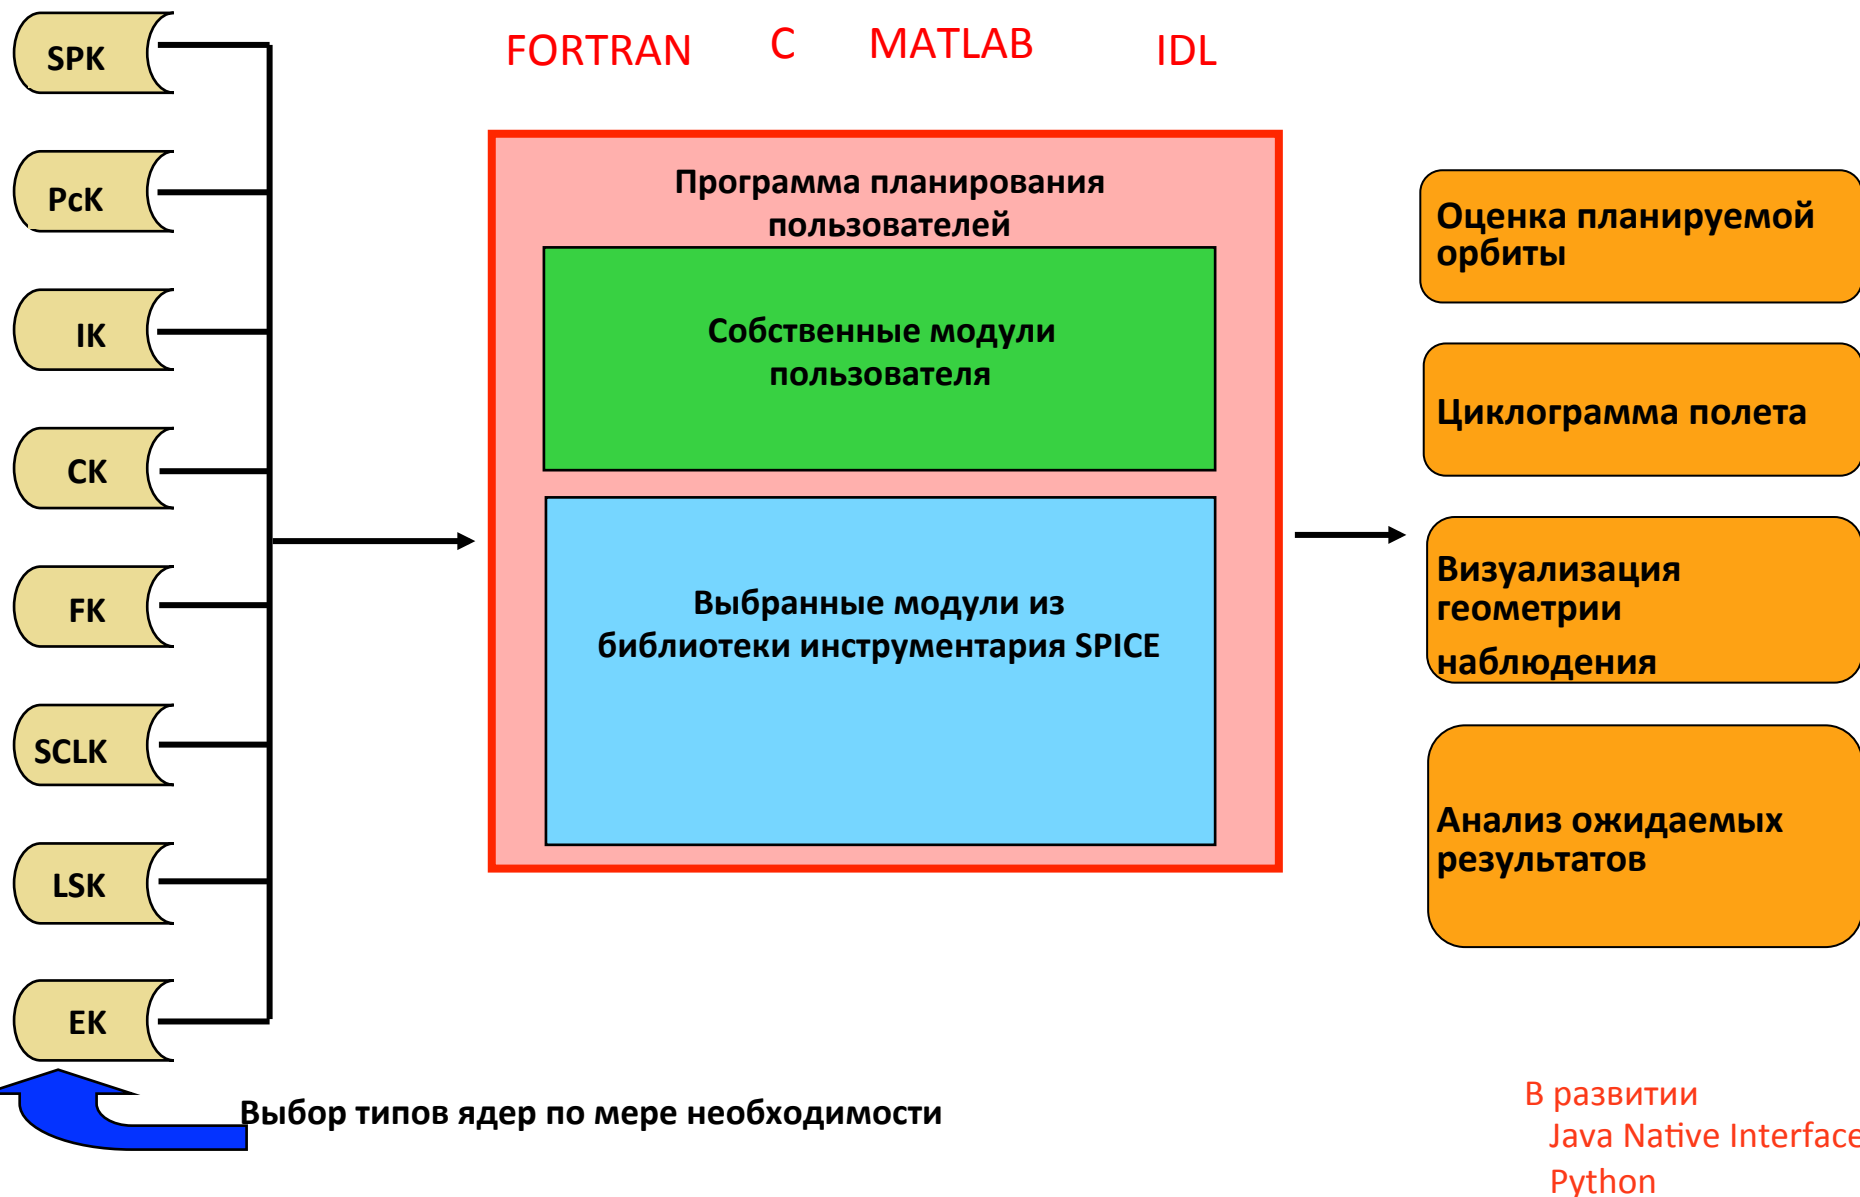 FORTRAN C MATLAB IDL
SPK
PcK
IK
CK
FK
SCLK
LSK
EK
Программа планирования
пользователей
Собственные модули
пользователя
Выбранные модули из
библиотеки инструментария SPICE
Оценка планируемой
орбиты
Циклограмма полета
Визуализация
геометрии
наблюдения
Анализ ожидаемых
результатов
Выбор типов ядер по мере необходимости
В развитии
Java Native Interface
Python